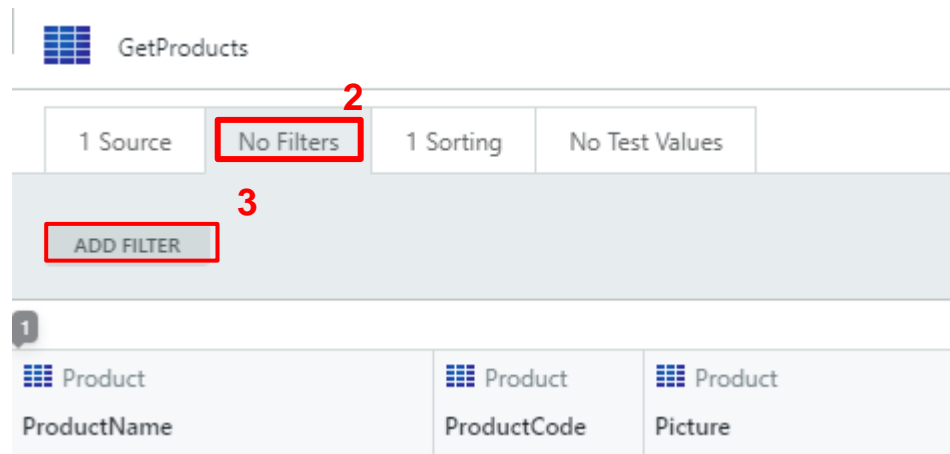 GetProducts
2
1 Source No Filters 1 Sorting No Test Values
3
ADD FILTER
1
Product Product Product
ProductName ProductCode Picture